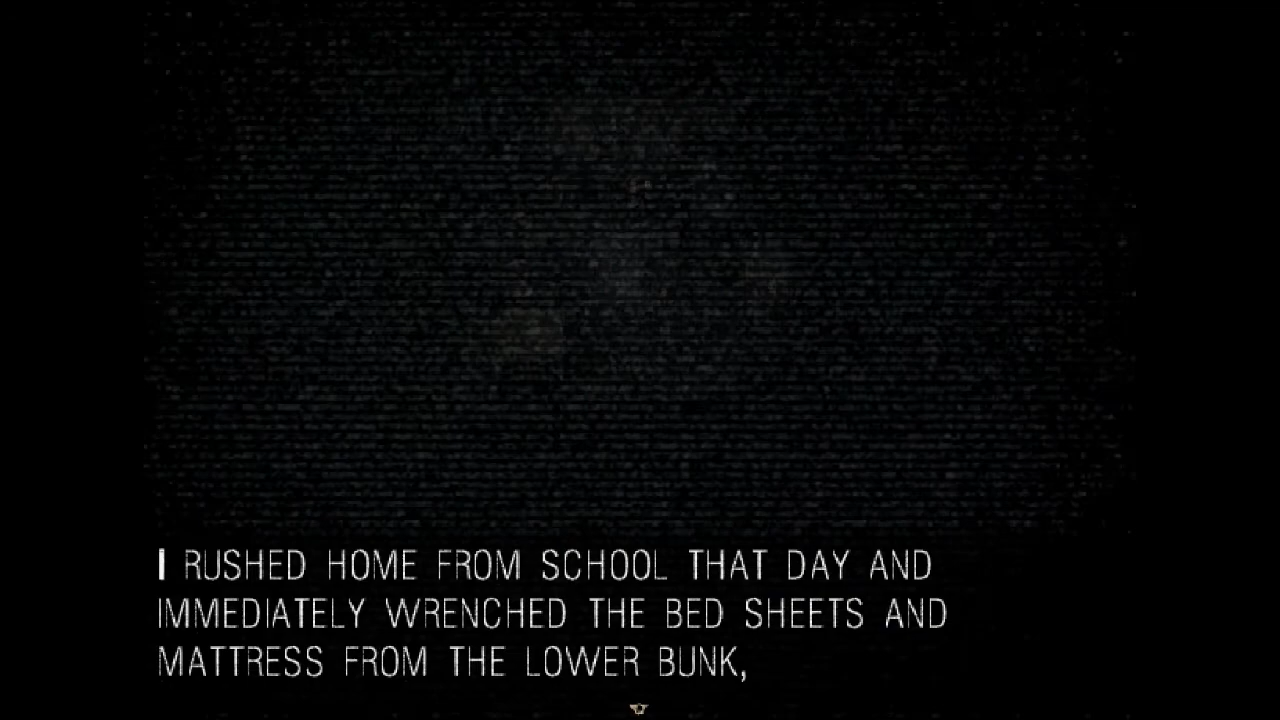 I RUSHED HOME FROM SCHOOL THAT DAY AND
IMMEDIATELY WRENCHED THE BED SHEETS AND
MATTRESS FROM THE LOWER BUNK,